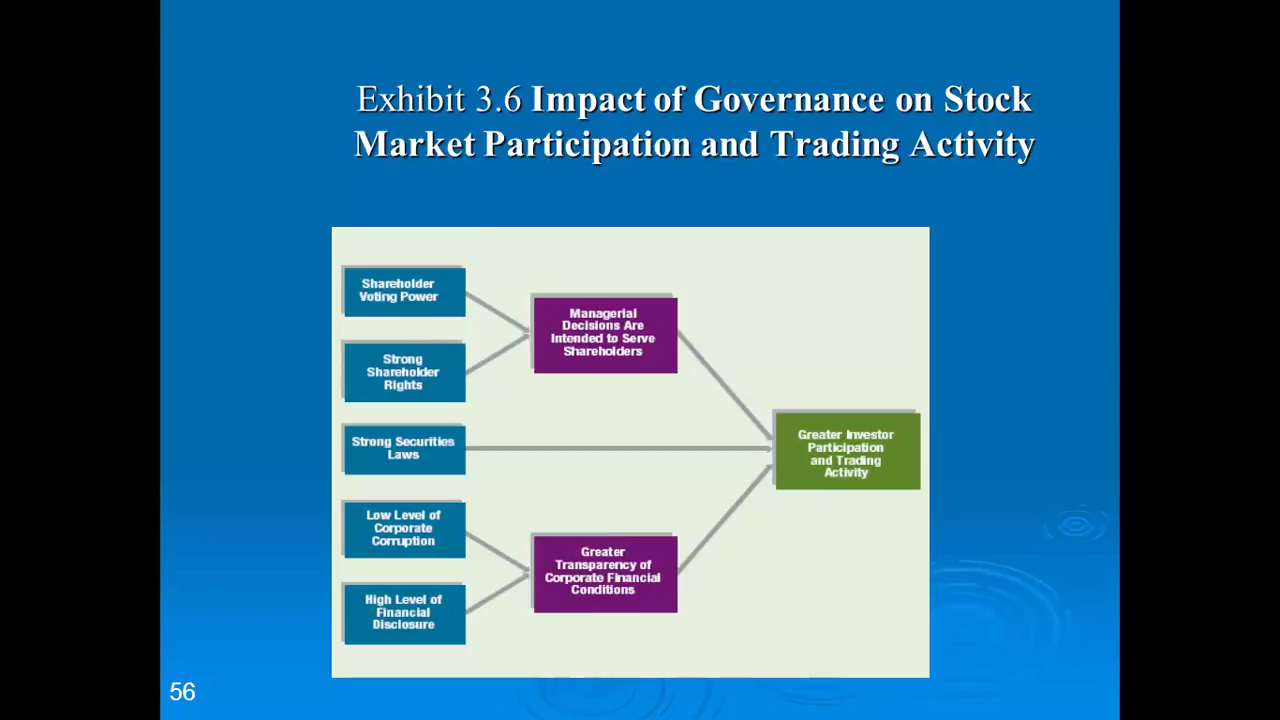 Exhibit 3.6 Impact of Governance on Stock
Market Participation and Trading Activity
Shareholder
Voting Power
Strong
Shareholder
Rights
Strong Securities
Laws
Low Level of
Corporate
Corruption
High Level of
Financial
Disclosure
Managerial
Decisions Are
Intended to Serve
Shareholders
Greater
Transparency of
Corporate Financial
Conditions
Greater Investor
Participation
and Trading
Activity
56